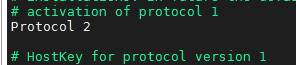 # activation of protocol 1
Protocol 2
# HostKey for protocol version 1